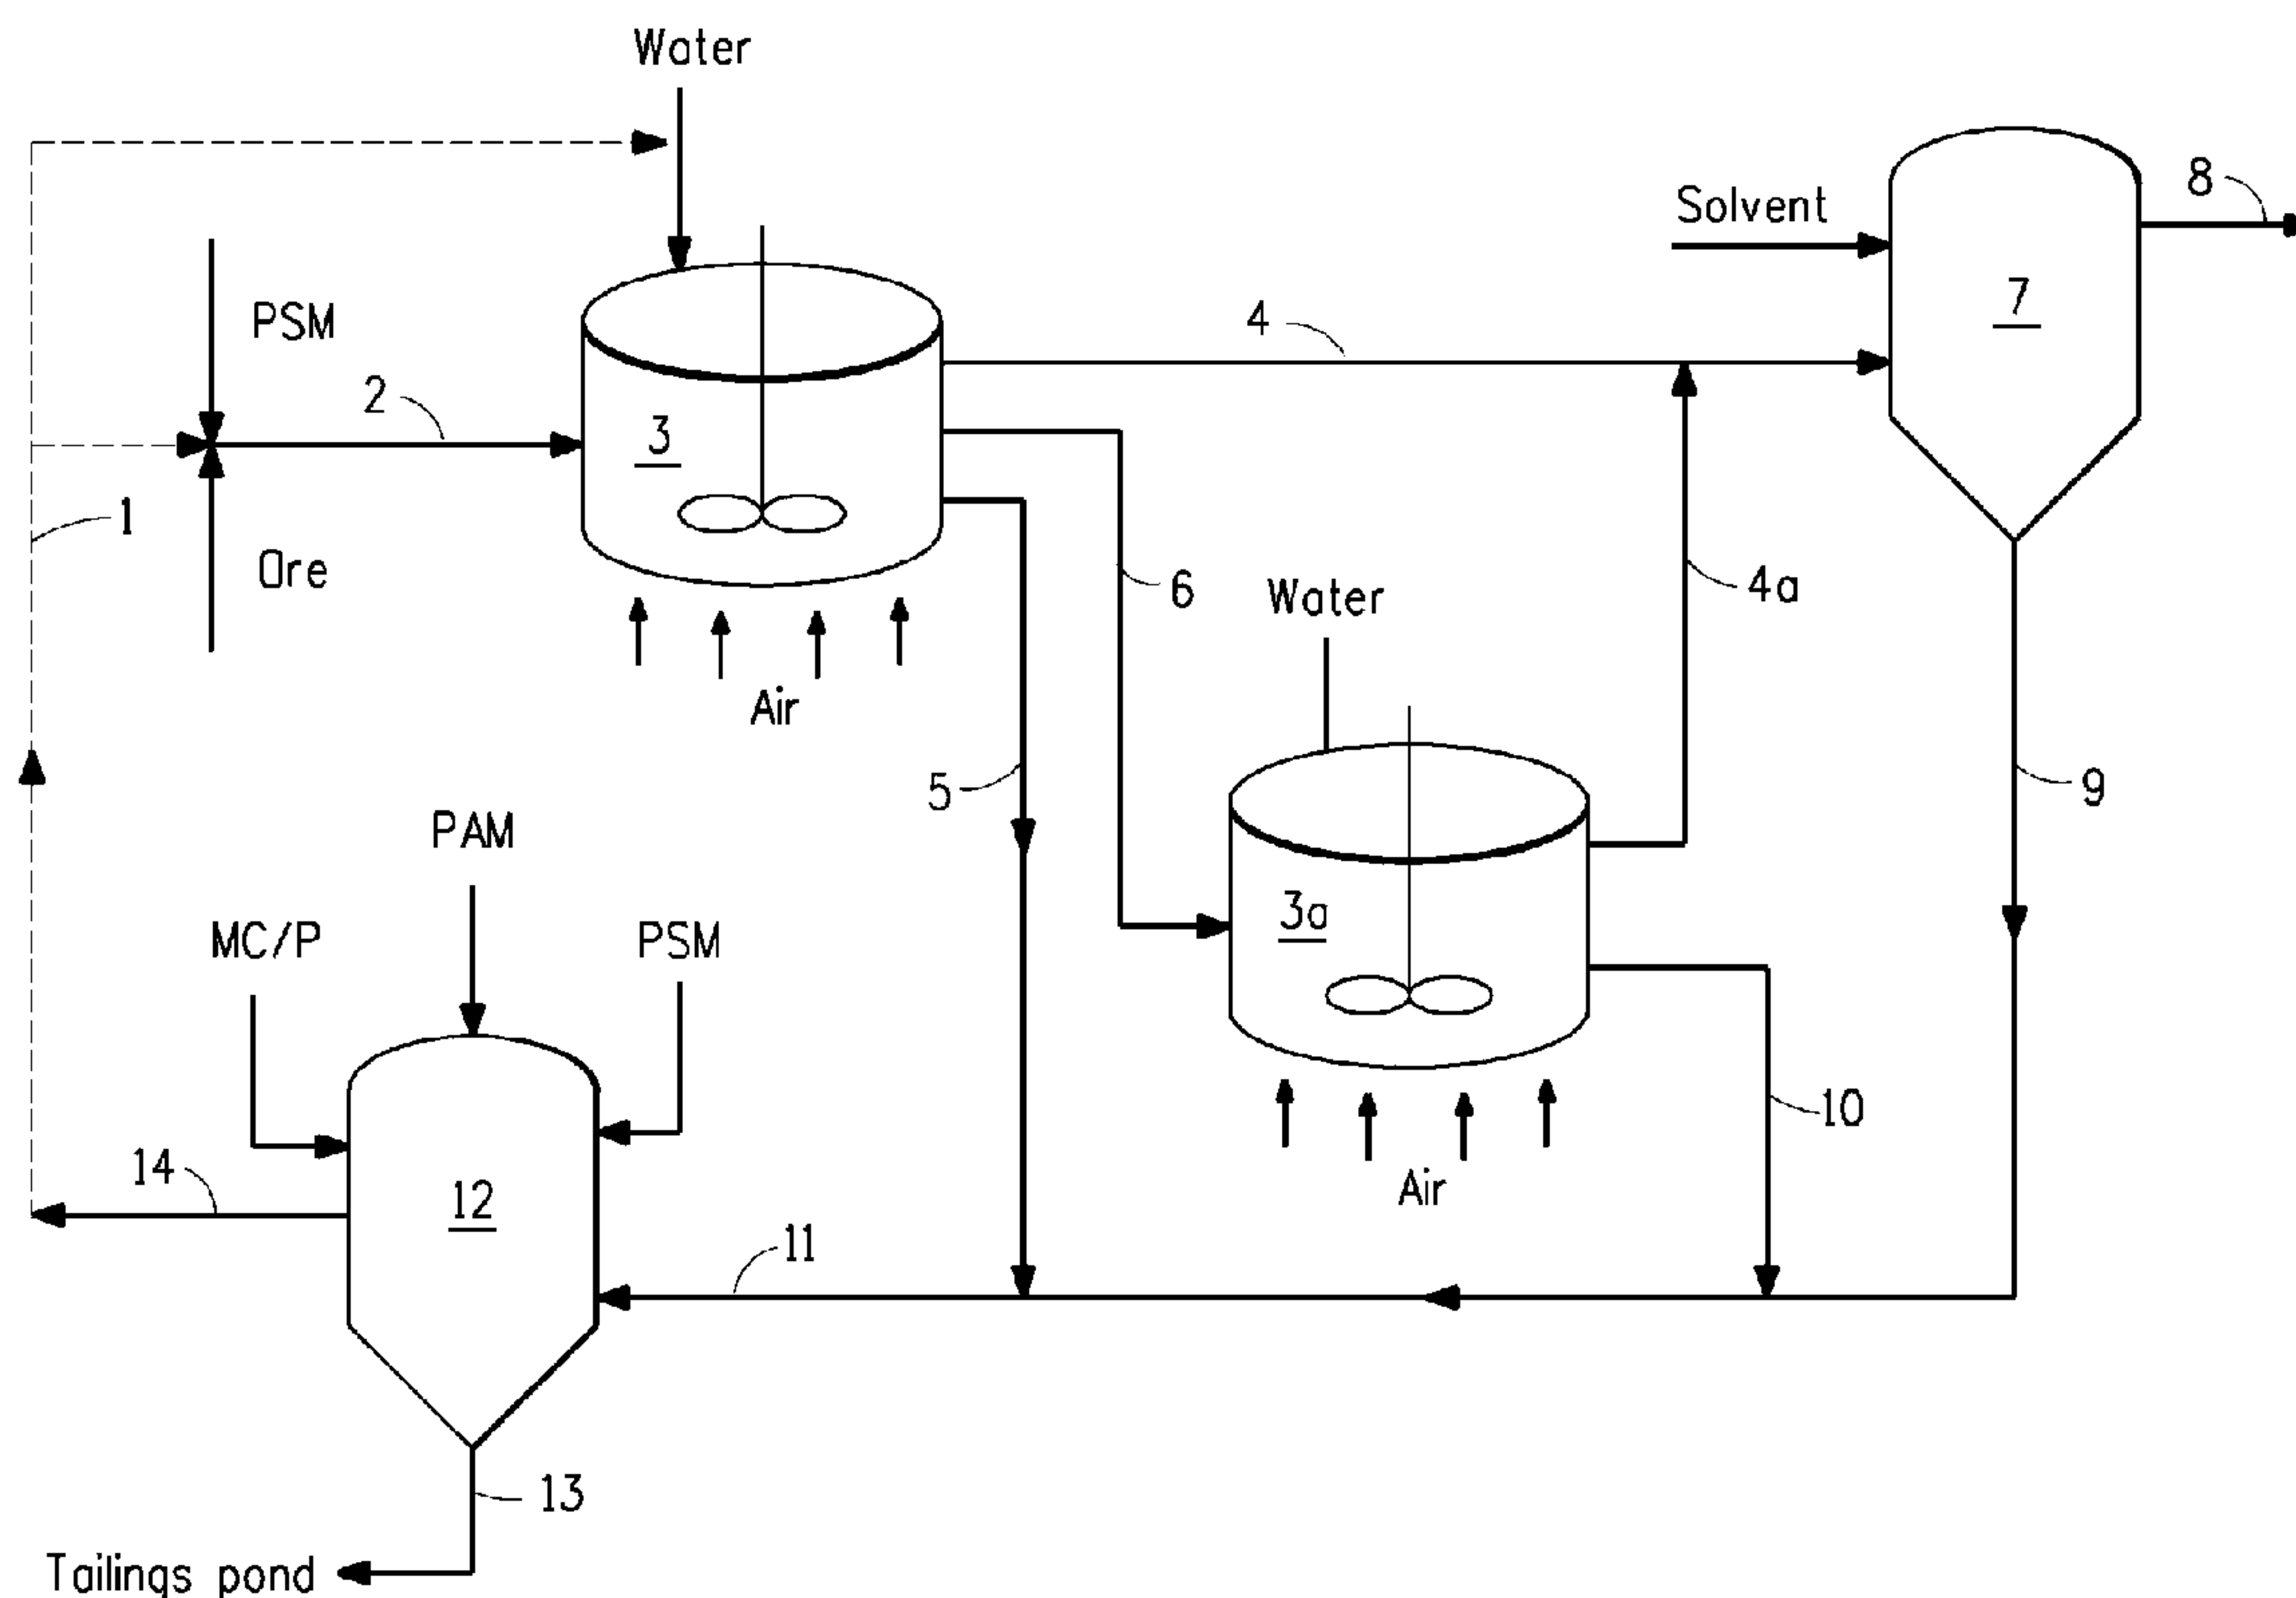 Water
8
Solvent
7
PSM
4
2
3
1
Ore
6
Water
4a
Air
5
9
PAM
3a
MC/P
PSM
10
14
12
Air
11
13
Tailings pond